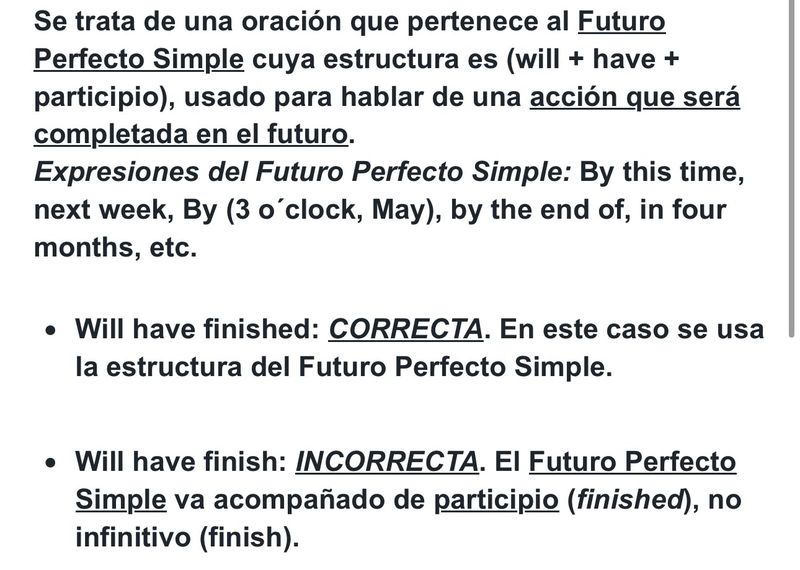 Se trata de una oración que pertenece al Futuro
Perfecto Simple cuya estructura es (will + have +
participio), usado para hablar de una acción que será
completada en el futuro.
Expresiones del Futuro Perfecto Simple: By this time,
next week, By (3 o´clock, May), by the end of, in four
months, etc.
• Will have finished: CORRECTA. En este caso se usa
la estructura del Futuro Perfecto Simple.
• Will have finish: INCORRECTA. El Futuro Perfecto
Simple va acompañado de participio (finished), no
infinitivo (finish).